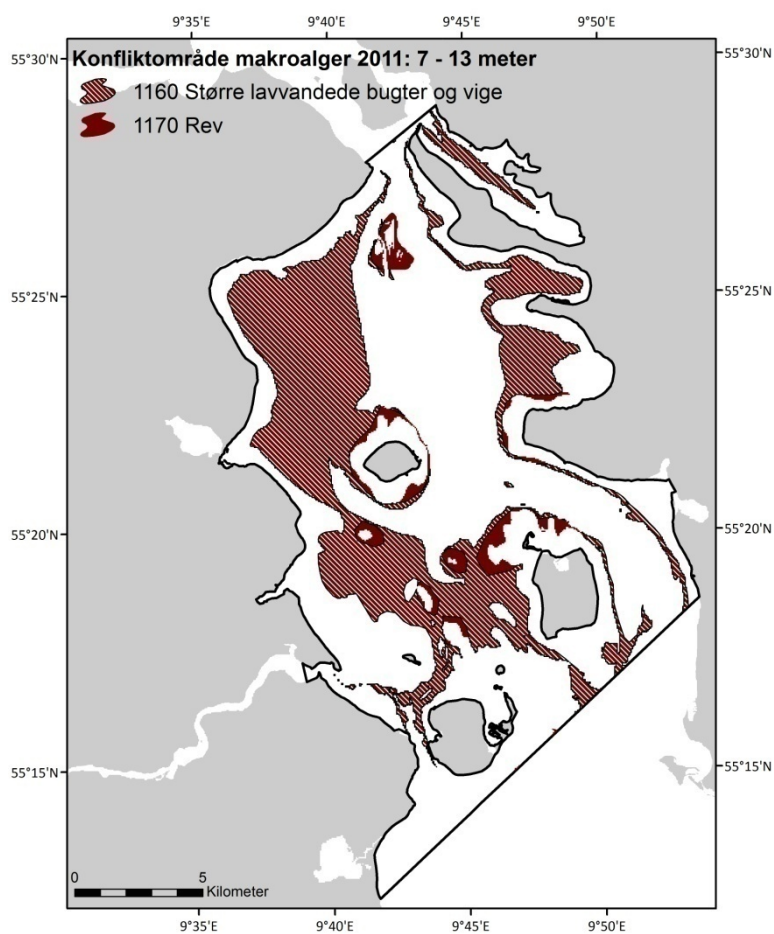 9°35'E 9°40'E 9°45'E 9°50'E
55°30'N 55°30'N
Konfliktområde makroalger 2011: 7 - 13 meter
1160 Større lavvandede bugter og vige
1170 Rev
55°25'N 55°25'N
55°20'N 55°20'N
55°15'N 55°15'N
0 5
Kilometer
9°35'E 9°40'E 9°45'E 9°50'E